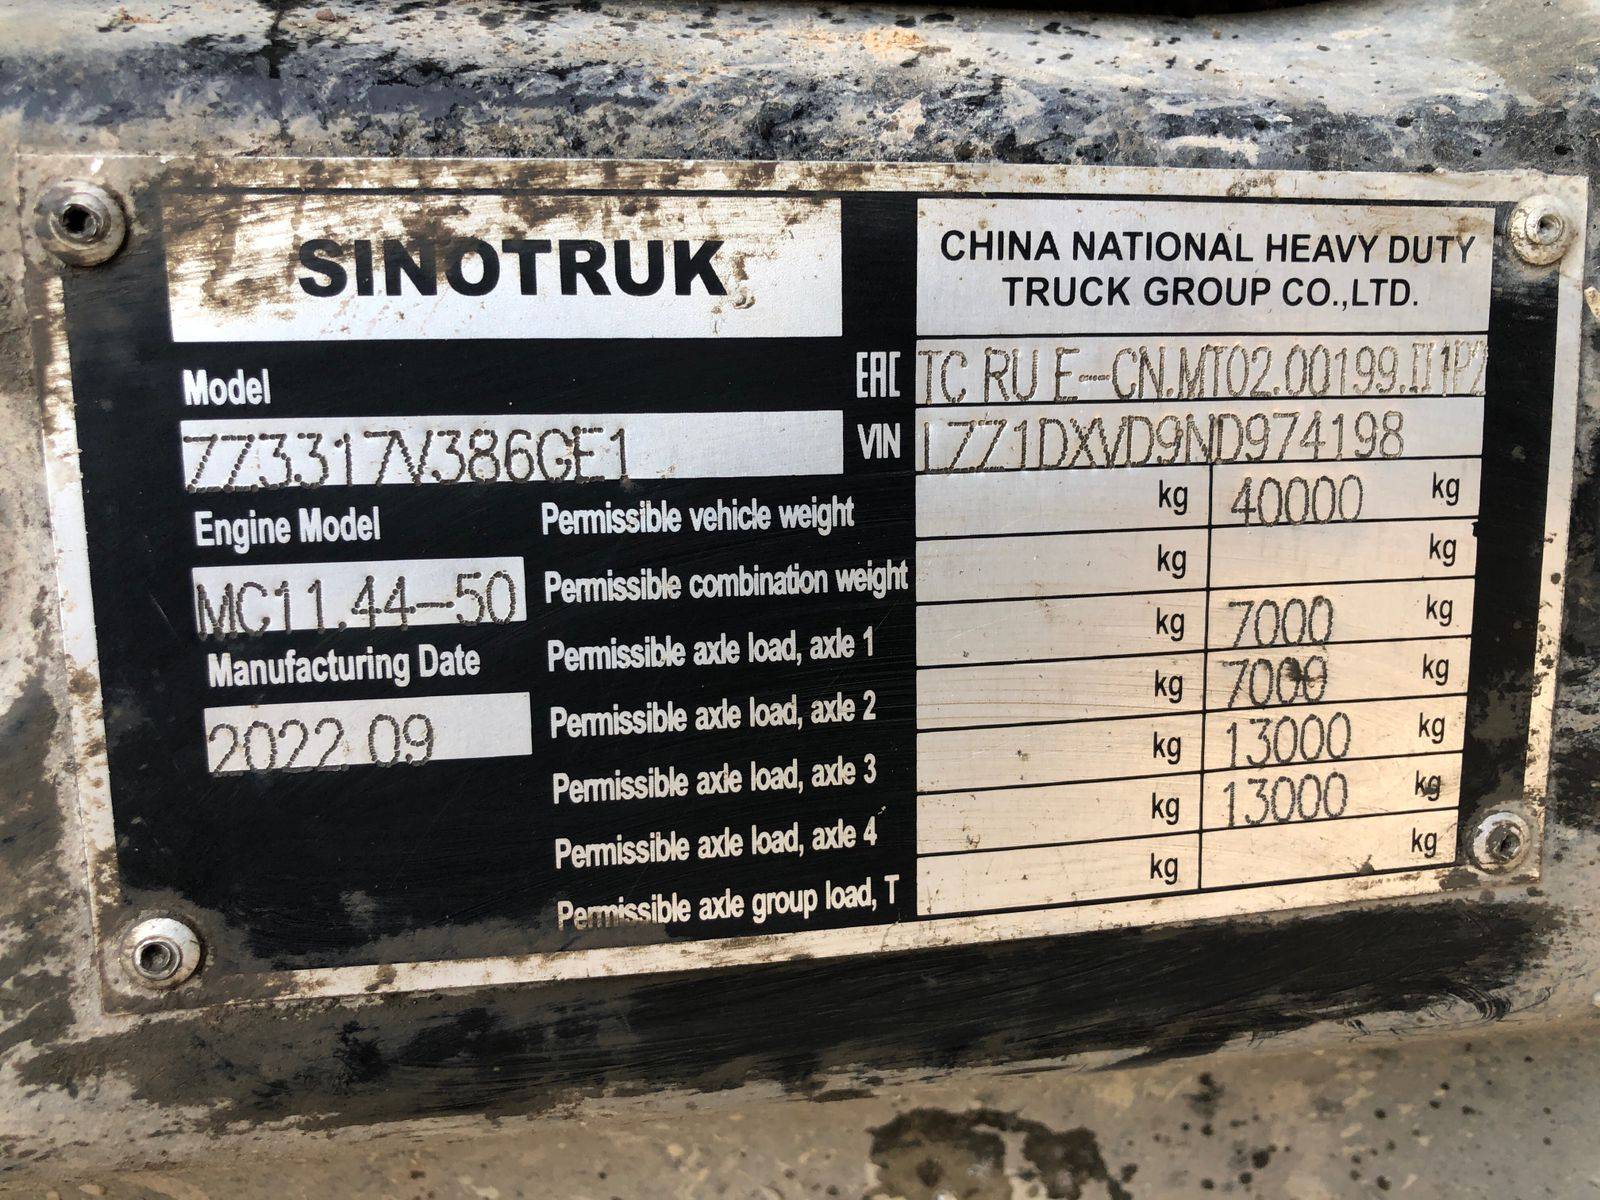 SINOTRUK
CHINA NATIONAL HEAVY DUTY
TRUCK GROUP CO.,LTD.
EAC TC RU E-CN.MT02.00199.П1P2
Model
ZZ3317V386GE1
VIN LZZ1DXVD9ND974198
Engine Model
MC11.44-50
Manufacturing Date
2022.09
Permissible vehicle weight kg 40000 kg
Permissible combination weight kg kg
Permissible axle load, axle 1 kg 7000 kg
Permissible axle load, axle 2 kg 7000 kg
Permissible axle load, axle 3 kg 13000 kg
Permissible axle load, axle 4 kg 13000 kg
Permissible axle group load, T kg kg